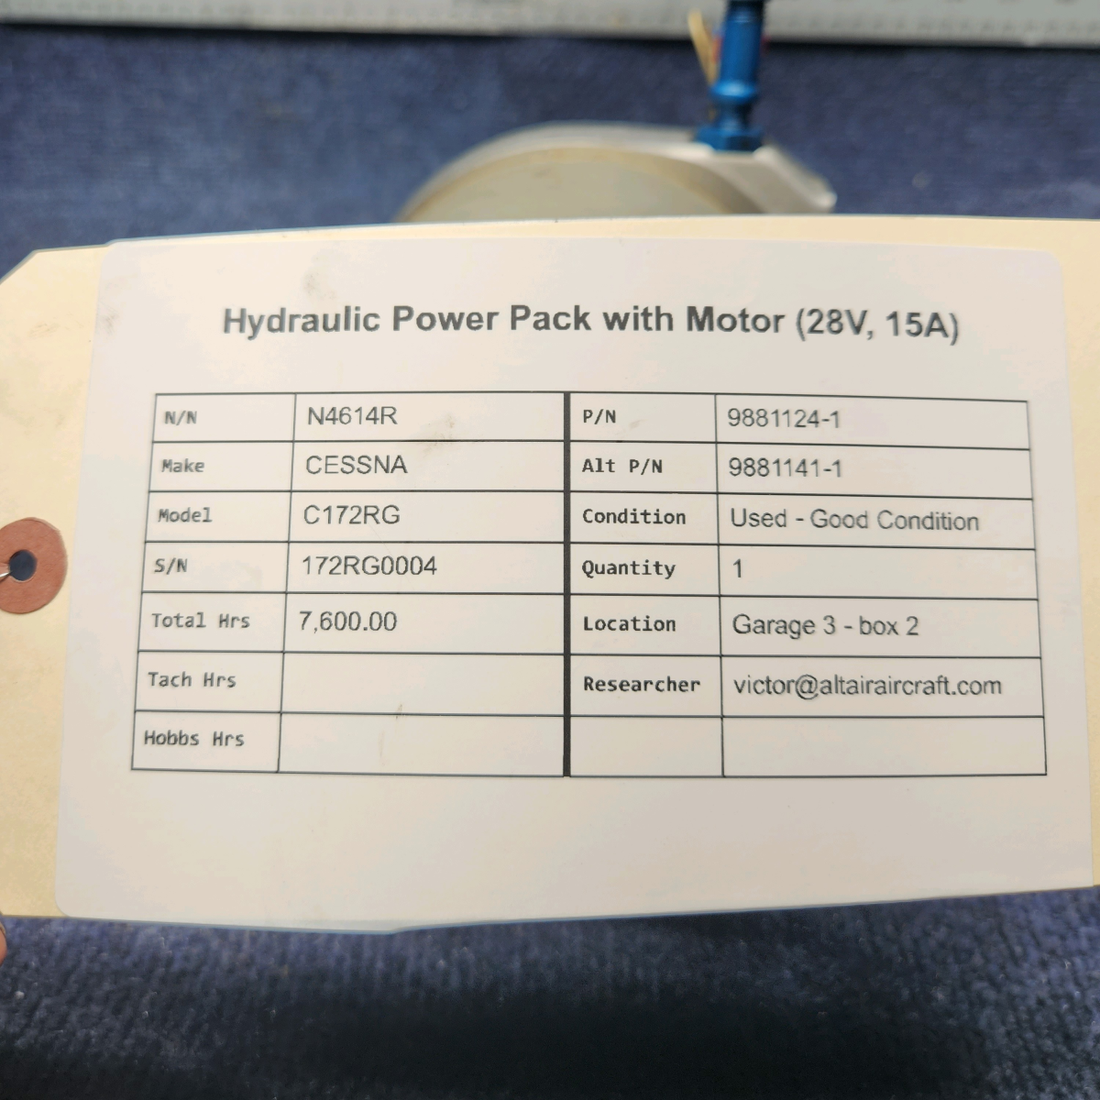 Hydraulic Power Pack with Motor (28V, 15A)
N/N N4614R P/N 9881124-1
Make CESSNA Alt P/N 9881141-1
Model C172RG Condition Used - Good Condition
S/N 172RG0004 Quantity 1
Total Hrs 7,600.00 Location Garage 3 - box 2
Tach Hrs Researcher victor@altairaircraft.com
Hobbs Hrs